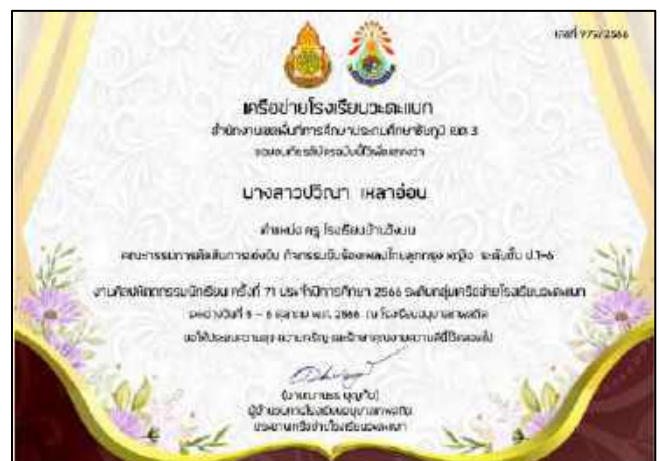 เลขที่ 975/2566
เครือข่ายโรงเรียนวะตะแบก
สำนักงานเขตพื้นที่การศึกษาประถมศึกษาชัยภูมิ เขต 3
ขอมอบเกียรติบัตรฉบับนี้ไว้เพื่อแสดงว่า
นางสาวปวีณา เหลาอ่อน
ตำแหน่ง ครู โรงเรียนบ้านวังมน
คณะกรรมการตัดสินการแข่งขัน กิจกรรมขับร้องเพลงไทยลูกกรุง หญิง ระดับชั้น ป.1-6
งานศิลปหัตถกรรมนักเรียน ครั้งที่ 71 ประจำปีการศึกษา 2566 ระดับกลุ่มเครือข่ายโรงเรียนวะตะแบก
ระหว่างวันที่ 5 - 6 ตุลาคม พ.ศ. 2566 ณ โรงเรียนอนุบาลเทพสถิต
ขอให้ประสบความสุข ความเจริญ และรักษาคุณงามความดีนี้ไว้ตลอดไป
ผู้อำนวยการโรงเรียนอนุบาลเทพสถิต
ประธานเครือข่ายโรงเรียนวะตะแบก